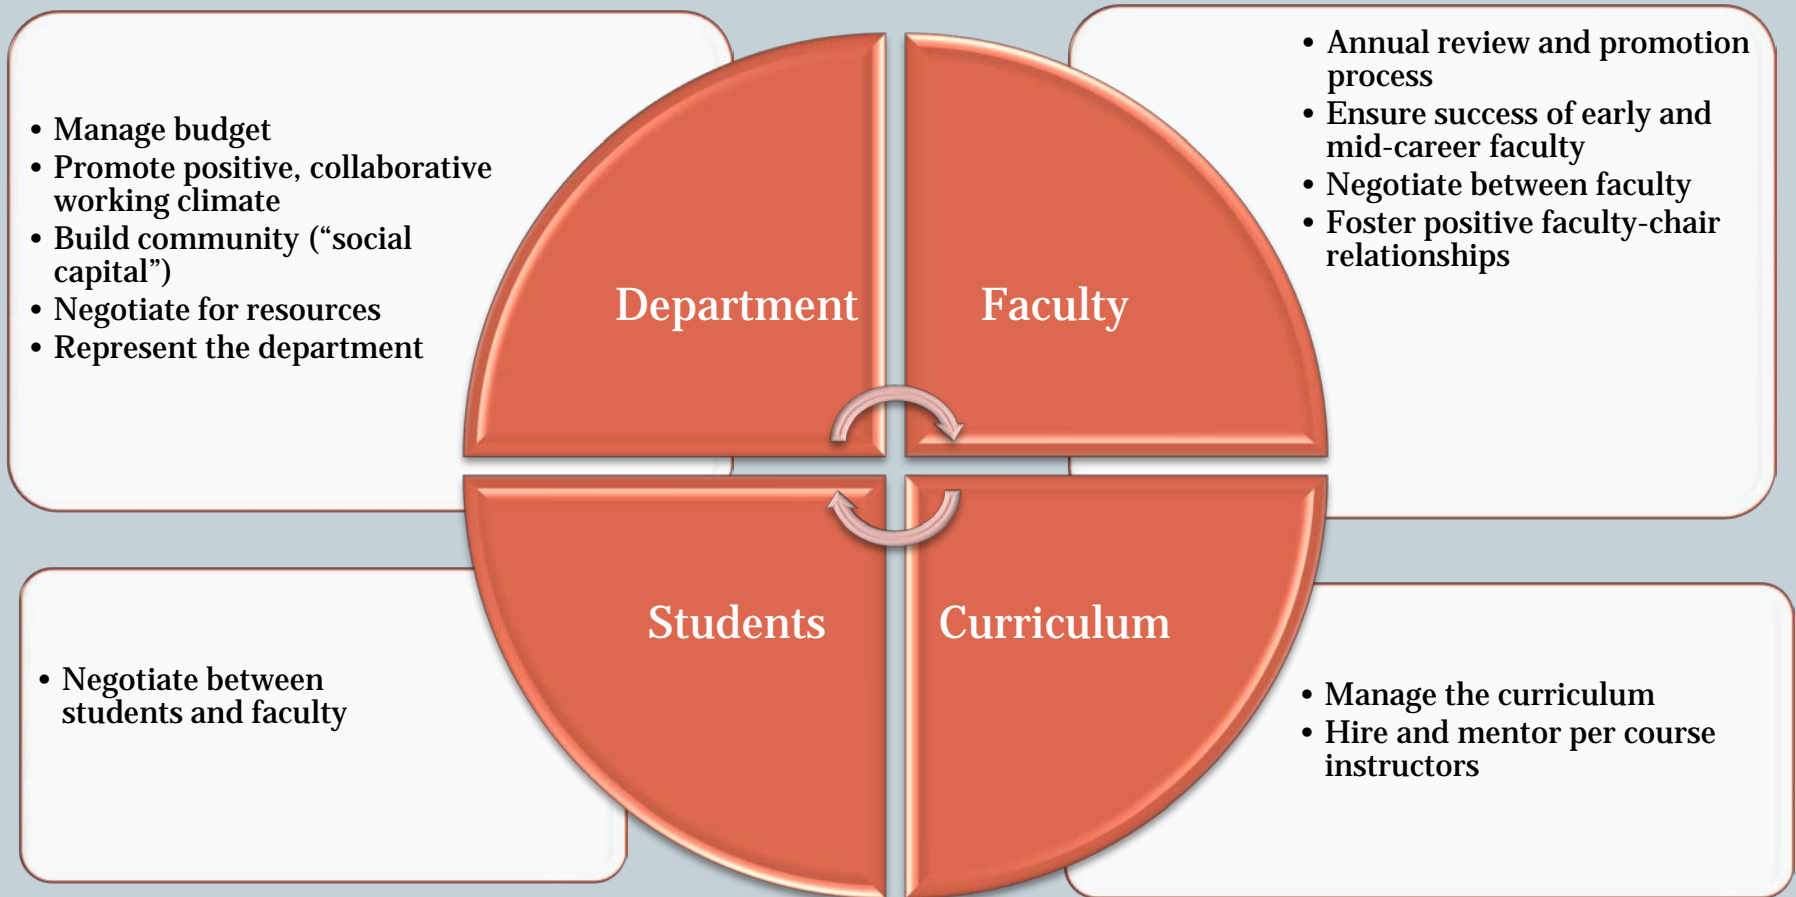 • Manage budget
• Promote positive, collaborative
working climate
• Build community (“social
capital”)
• Negotiate for resources
• Represent the department
Department
Faculty
• Annual review and promotion
process
• Ensure success of early and
mid-career faculty
• Negotiate between faculty
• Foster positive faculty-chair
relationships
• Negotiate between
students and faculty
Students
Curriculum
• Manage the curriculum
• Hire and mentor per course
instructors